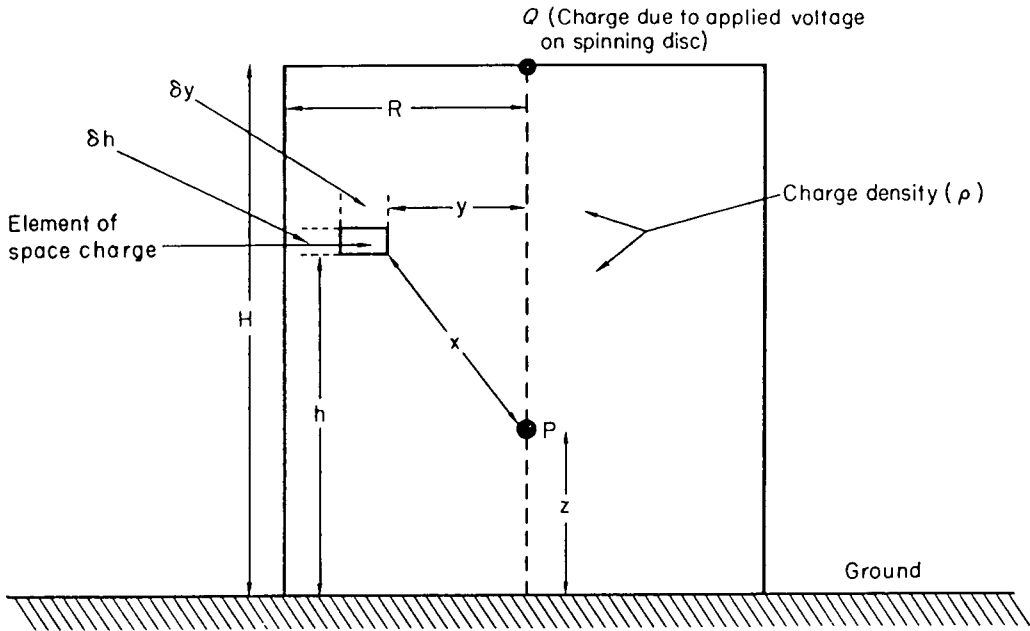 Q (Charge due to applied voltage
on spinning disc)
δy
R
δh
Charge density (ρ)
y
Element of
space charge
H
x
h
P
z
Ground